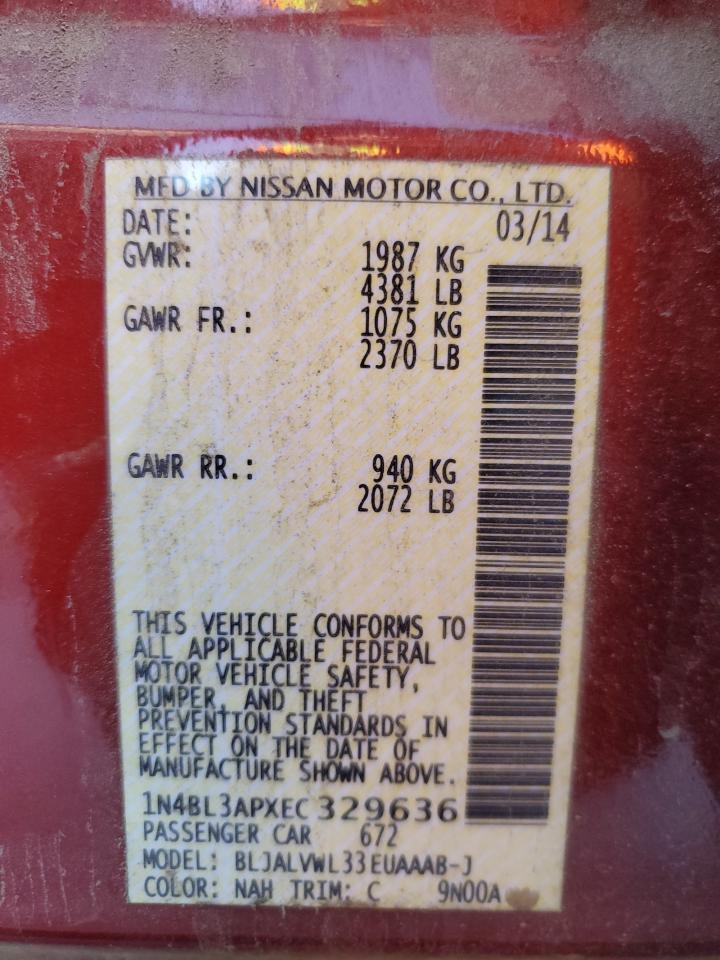 MFD BY NISSAN MOTOR CO., LTD.
DATE: 03/14
GVWR: 1987 KG
4381 LB
GAWR FR.: 1075 KG
2370 LB
GAWR RR.: 940 KG
2072 LB
THIS VEHICLE CONFORMS TO
ALL APPLICABLE FEDERAL
MOTOR VEHICLE SAFETY,
BUMPER, AND THEFT
PREVENTION STANDARDS IN
EFFECT ON THE DATE OF
MANUFACTURE SHOWN ABOVE.
1N4BL3APXEC329636
PASSENGER CAR 672
MODEL: BLJALVWL33EUAAAB-J
COLOR: NAH TRIM: C 9N00A